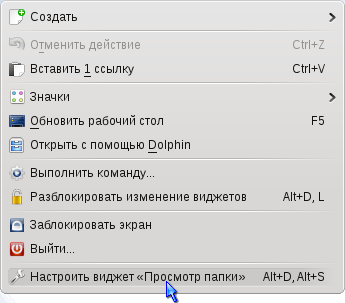 Создать
Отменить действие Ctrl+Z
Вставить 1 ссылку Ctrl+V
Значки
Обновить рабочий стол F5
Открыть с помощью Dolphin
Выполнить команду...
Разблокировать изменение виджетов Alt+D, L
Заблокировать экран
Выйти...
Настроить виджет «Просмотр папки» Alt+D, Alt+S